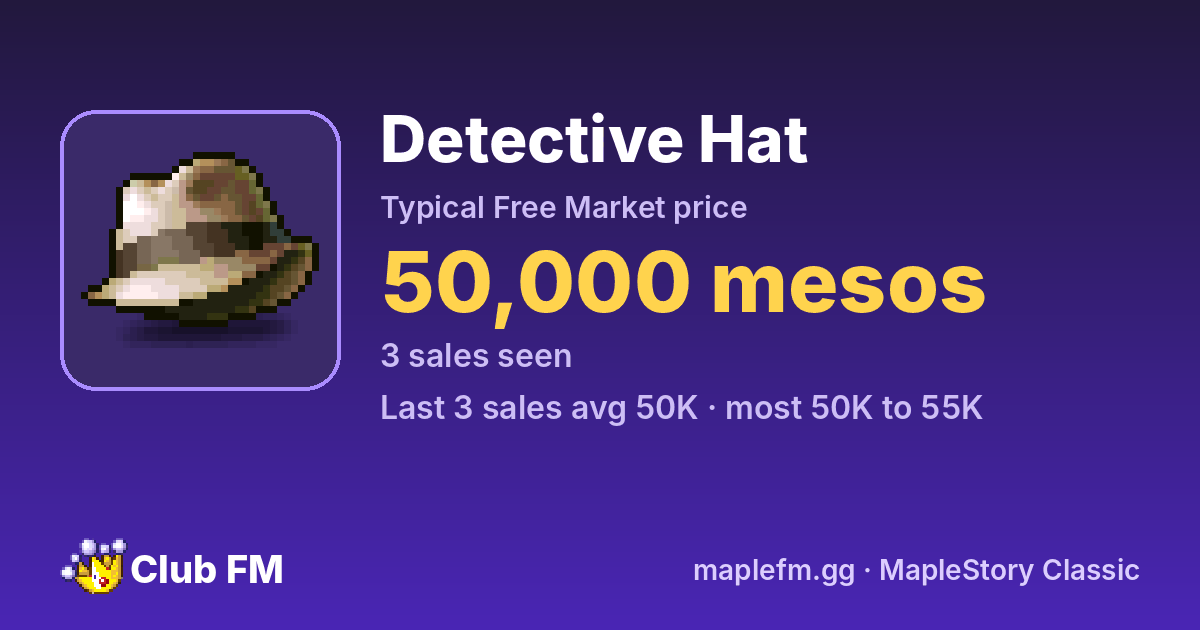 Detective Hat
Typical Free Market price
50,000 mesos
3 sales seen
Last 3 sales avg 50K · most 50K to 55K
Club FM
maplefm.gg · MapleStory Classic